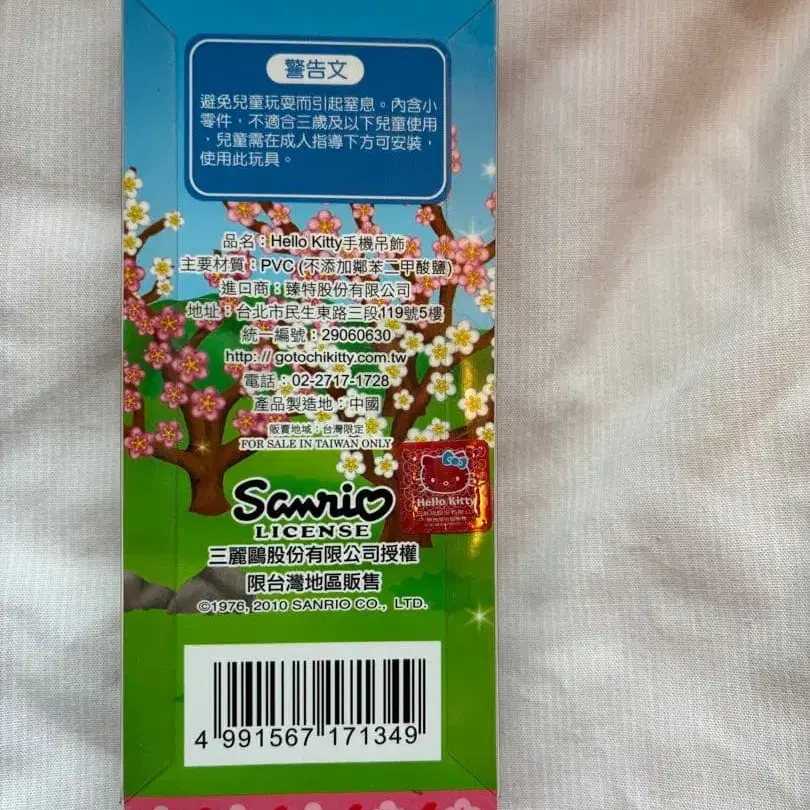 警告文
避免兒童玩耍而引起窒息。內含小
零件，不適合三歲及以下兒童使用
，兒童需在成人指導下方可安裝，
使用此玩具。
品名：Hello Kitty手機吊飾
主要材質：PVC (不添加鄰苯二甲酸鹽)
進口商：臻特股份有限公司
地址：台北市民生東路三段119號5樓
統一編號：29060630
http://gotochikitty.com.tw
電話：02-2717-1728
產品製造地：中國
販賣地域：台灣限定
FOR SALE IN TAIWAN ONLY
Hello Kitty
Sanrio
LICENSE
三麗鷗股份有限公司授權
限台灣地區販售
©1976, 2010 SANRIO CO., LTD.
4 991567 171349